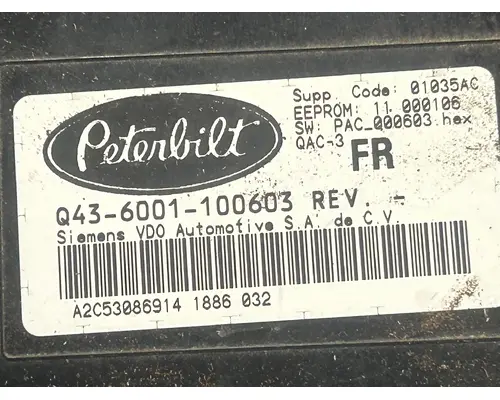 Peterbilt
Supp. Code: 01035AC
EEPROM: 11.000106
SW: PAC_000603.hex
QAC-3
FR
Q43-6001-100603 REV. -
Siemens VDO Automotive S.A. de C.V.
A2C53086914 1886 032